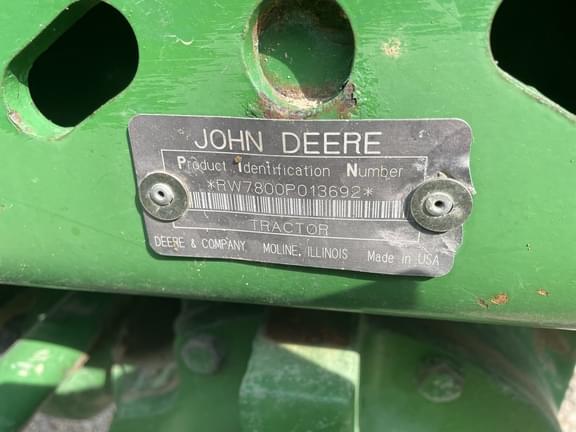 JOHN DEERE
Product Identification Number
*RW7800P013692*
TRACTOR
DEERE & COMPANY MOLINE, ILLINOIS Made in USA